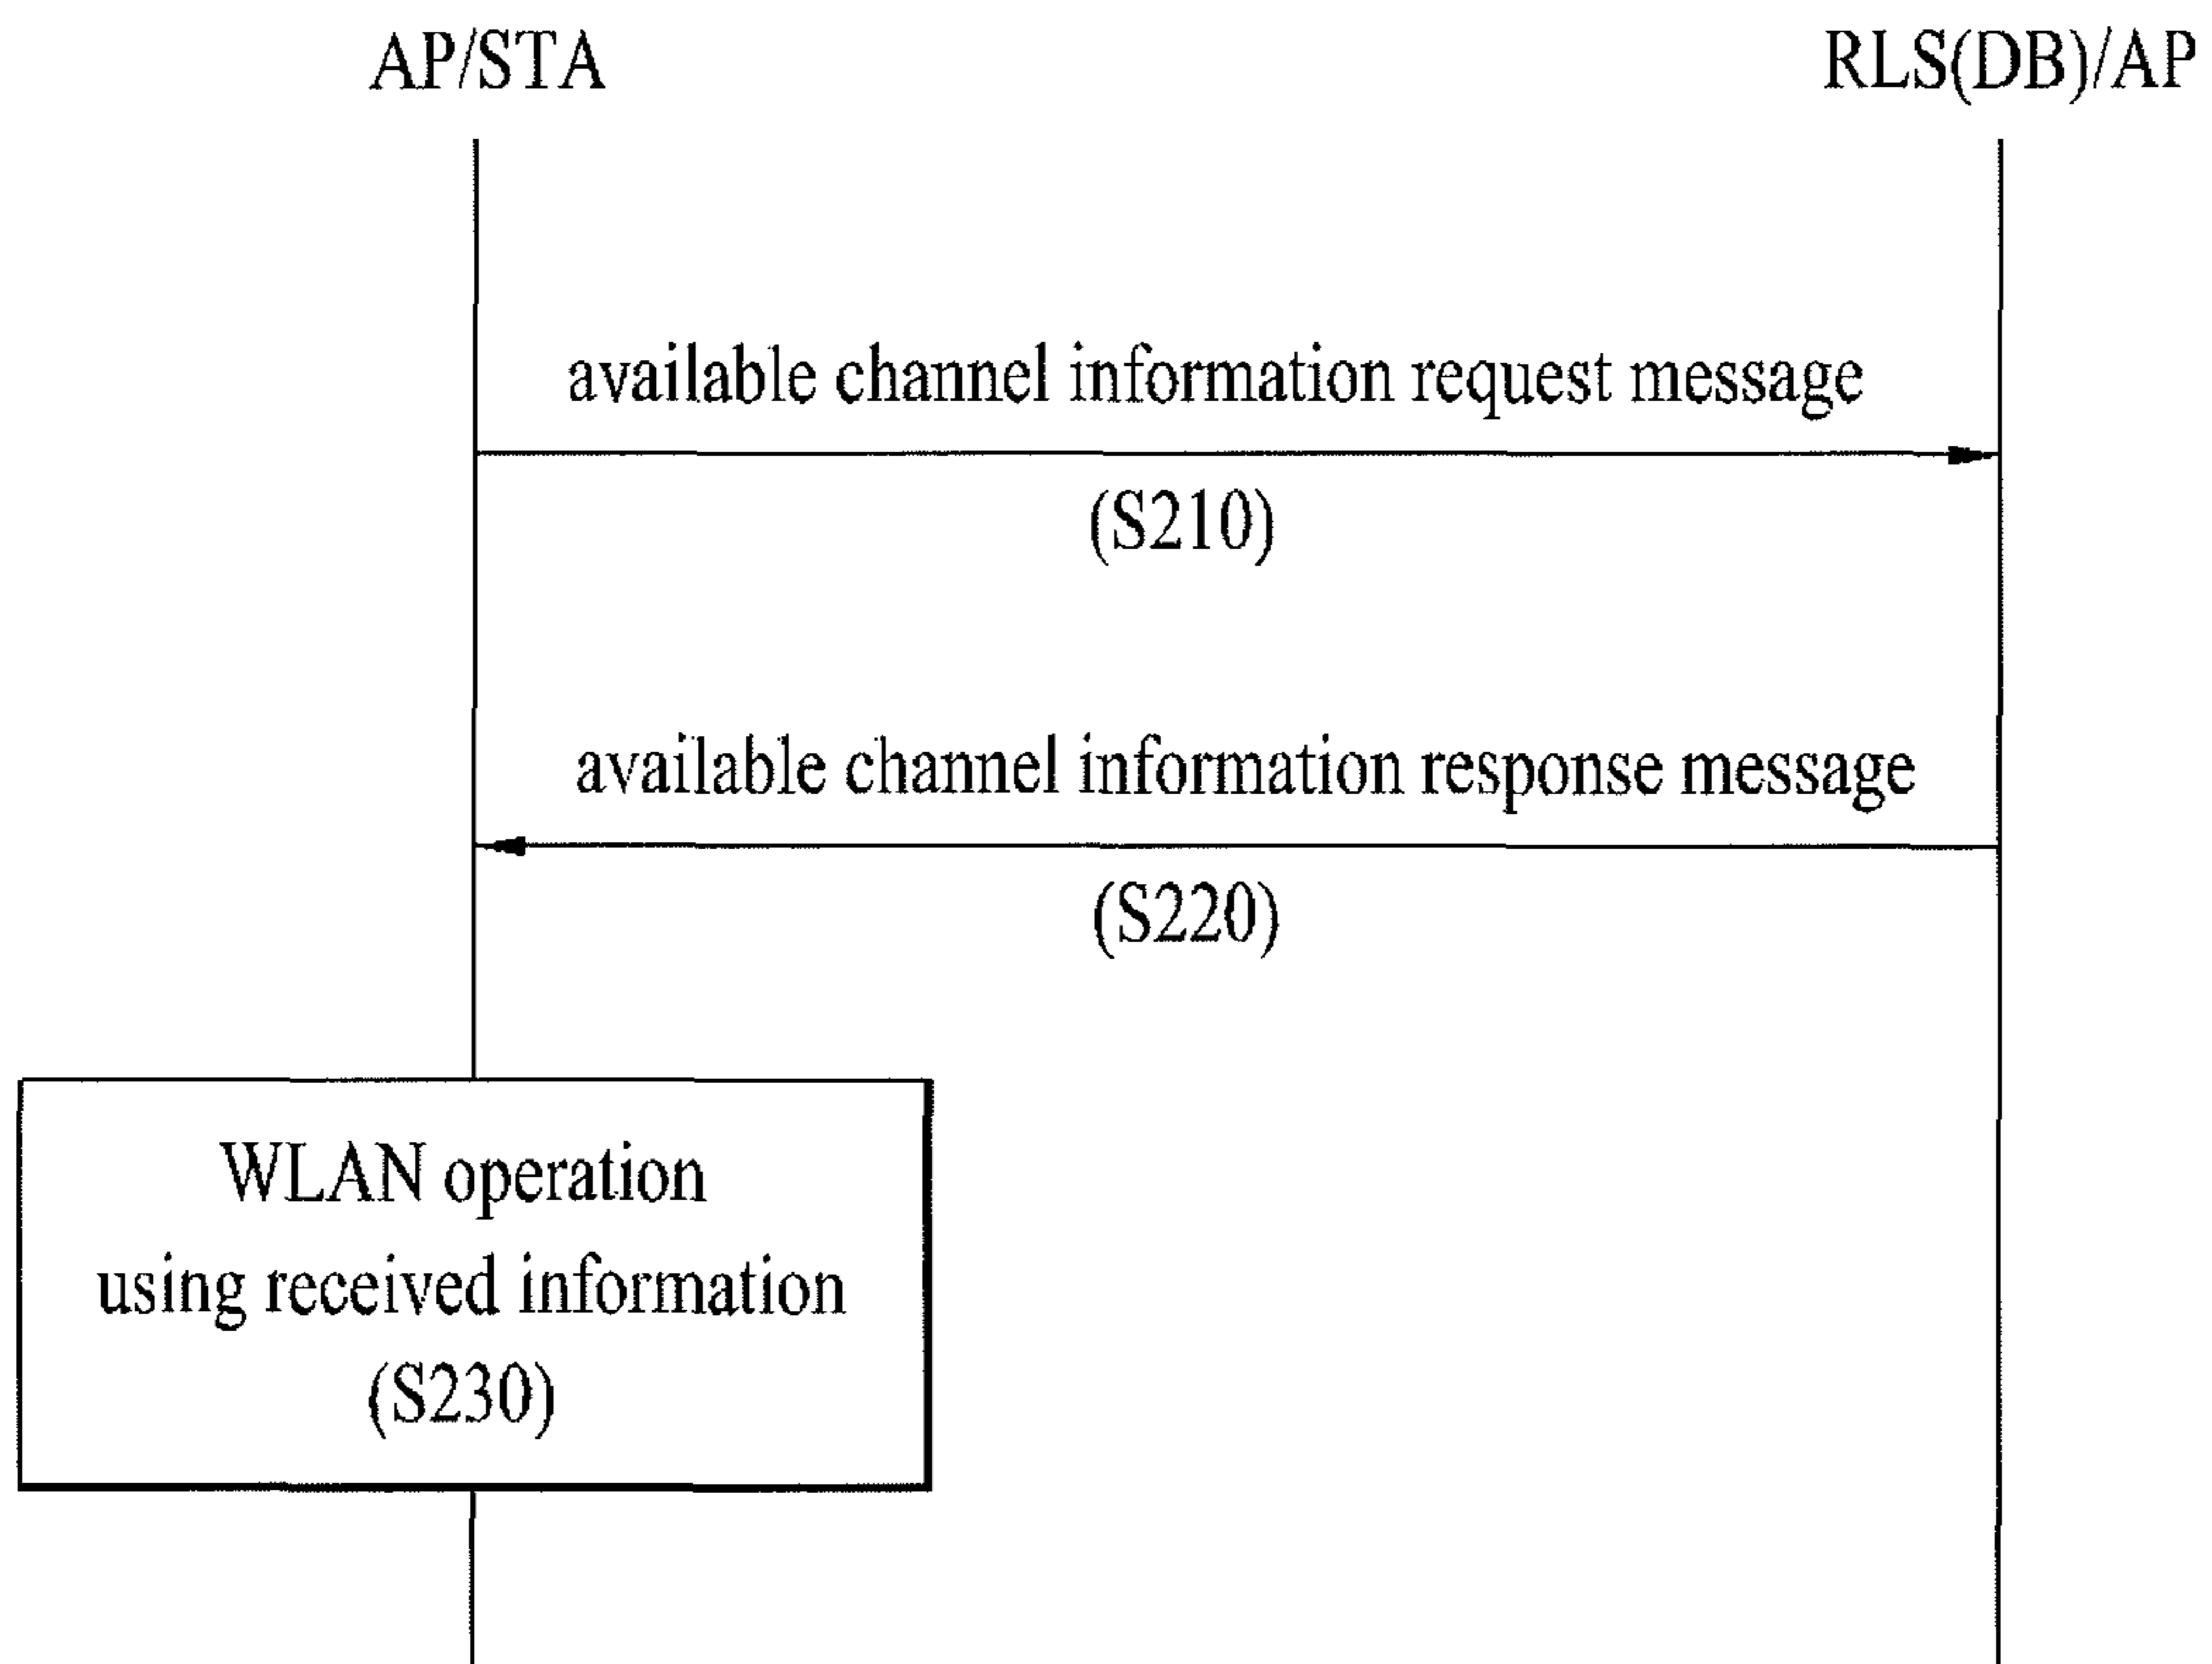 AP/STA
RLS(DB)/AP
available channel information request message
(S210)
available channel information response message
(S220)
WLAN operation
using received information
(S230)